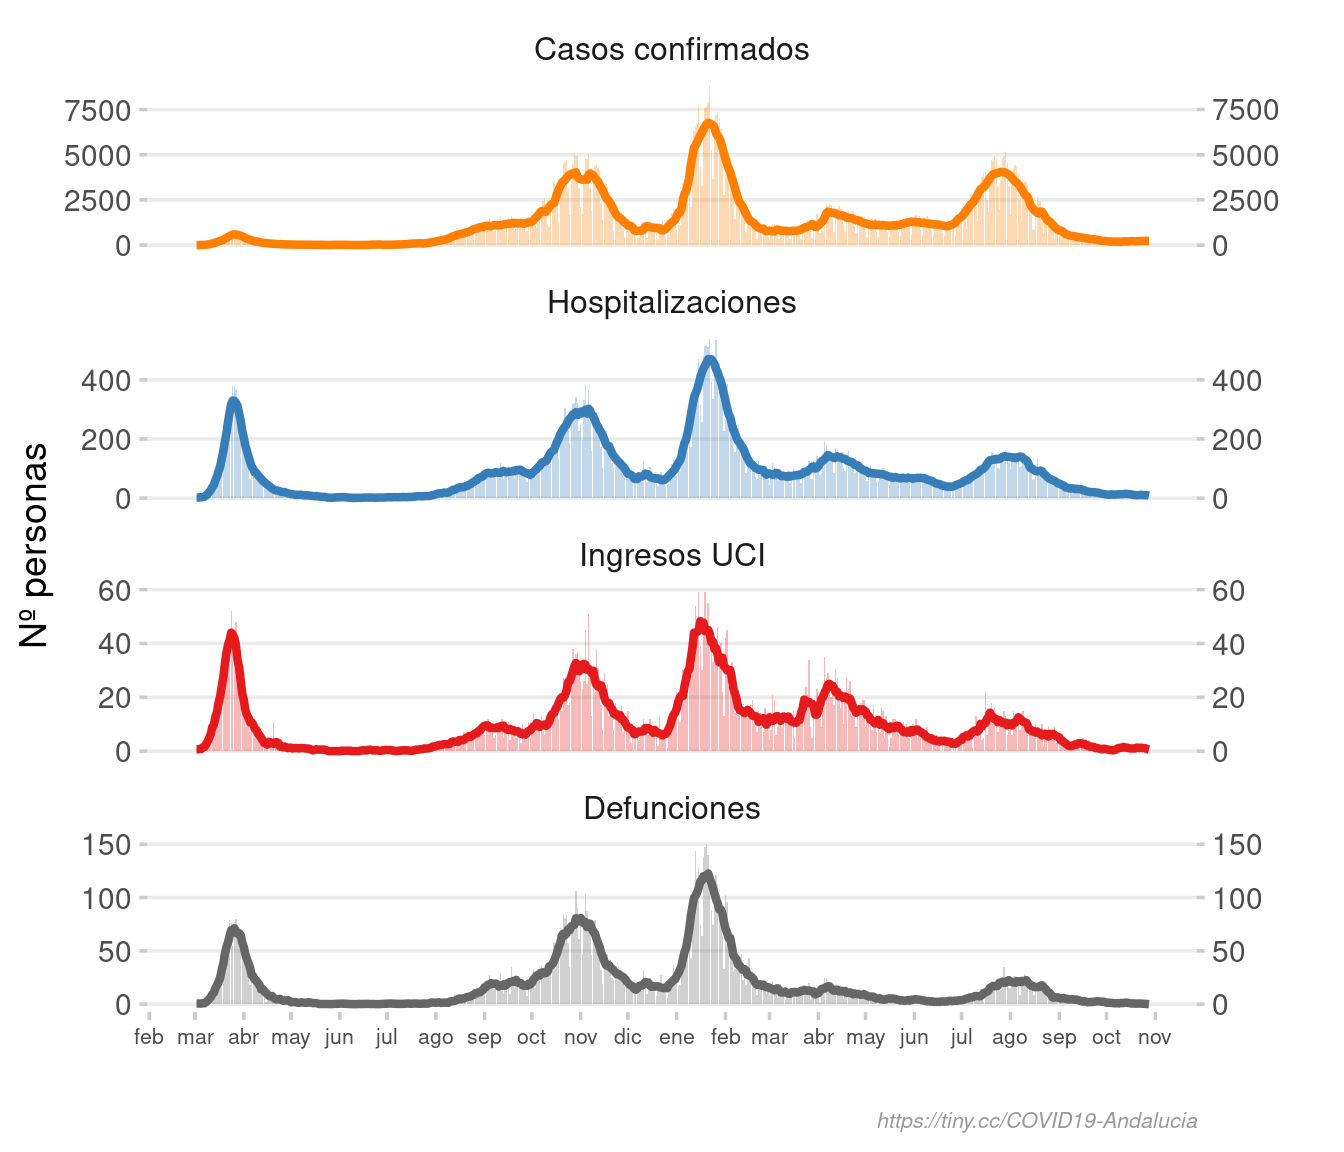 Casos confirmados
7500 7500
5000 5000
2500 2500
0 0
Hospitalizaciones
400 400
200 200
0 0
Nº personas
Ingresos UCI
60 60
40 40
20 20
0 0
Defunciones
150 150
100 100
50 50
0 0
feb mar abr may jun jul ago sep oct nov dic ene feb mar abr may jun jul ago sep oct nov
https://tiny.cc/COVID19-Andalucia